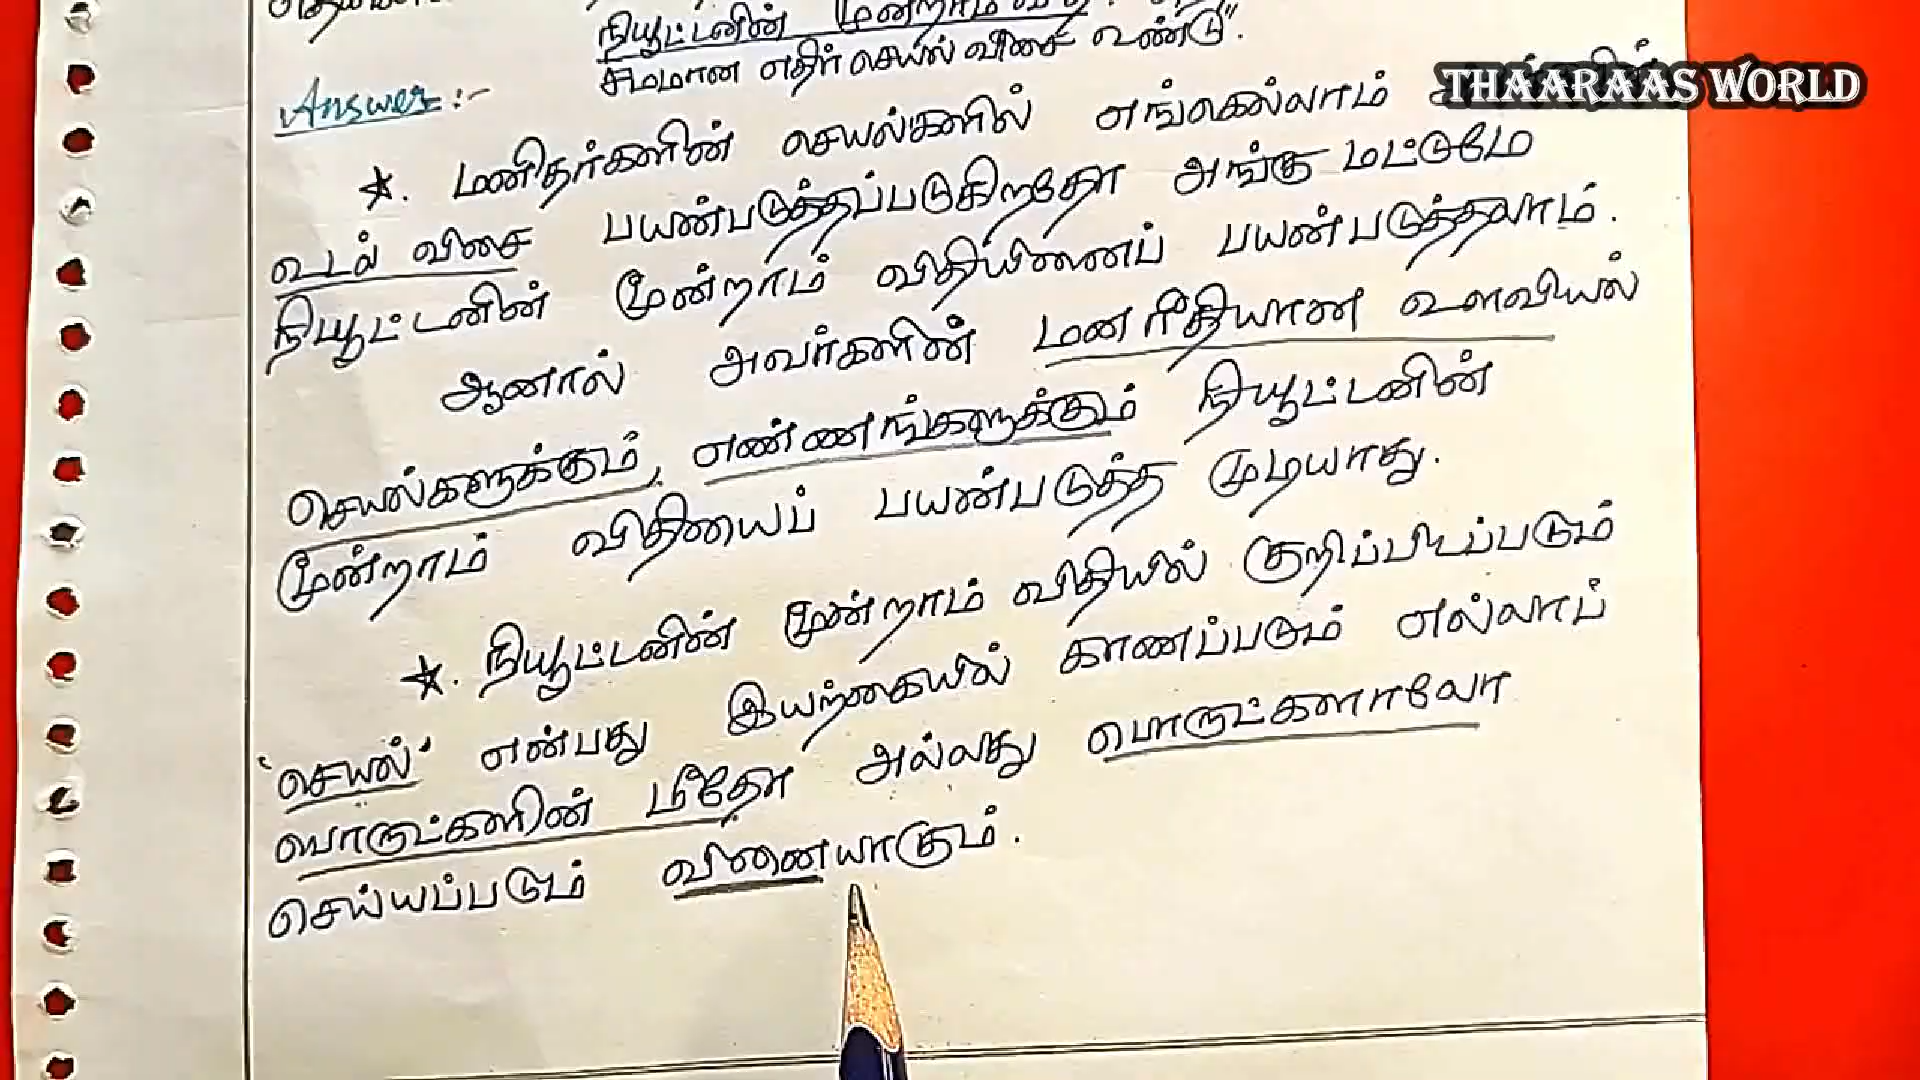 நியூட்டனின் மூன்றாம் விதி
சமமான எதிர் செயல் விசை உண்டு".
THAARAAS WORLD
Answer:-
★. மனிதர்களின் செயல்களில் எங்கெல்லாம்
உடல் விசை பயன்படுத்தப்படுகிறதோ அங்கு மட்டுமே
நியூட்டனின் மூன்றாம் விதியினைப் பயன்படுத்தலாம்.
ஆனால் அவர்களின் மனரீதியான உளவியல்
செயல்களுக்கும், எண்ணங்களுக்கும் நியூட்டனின்
மூன்றாம் விதியைப் பயன்படுத்த முடியாது.
★. நியூட்டனின் மூன்றாம் விதியில் குறிப்பிடப்படும்
'செயல்' என்பது இயற்கையில் காணப்படும் எல்லாப்
பொருட்களின் மீதோ அல்லது பொருட்களாலோ
செய்யப்படும் வினையாகும்.